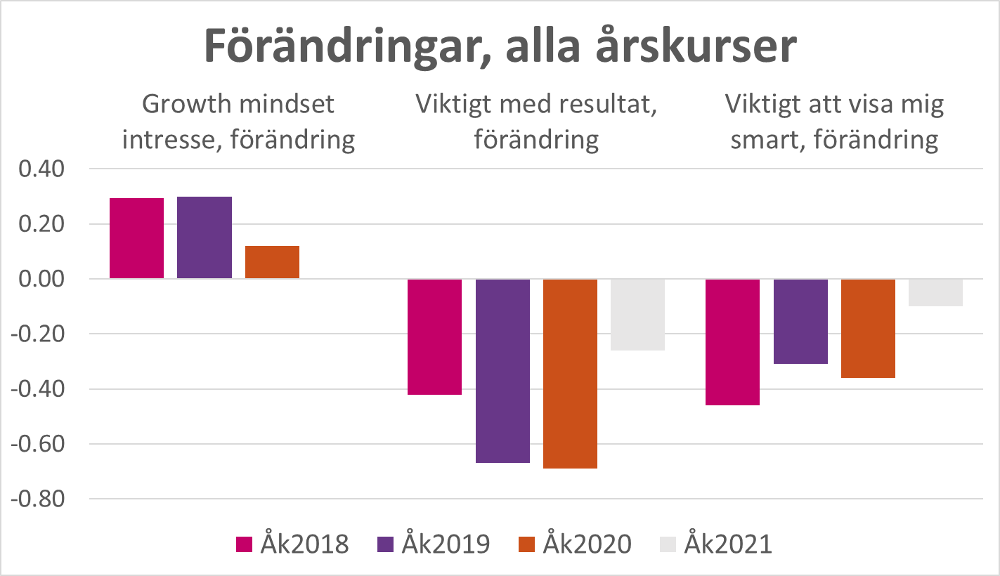 Förändringar, alla årskurser
Growth mindset
intresse, förändring
Viktigt med resultat,
förändring
Viktigt att visa mig
smart, förändring
0.40
0.20
0.00
-0.20
-0.40
-0.60
-0.80
Åk2018
Åk2019
Åk2020
Åk2021